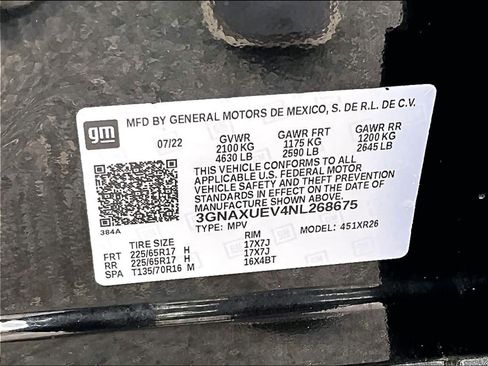 gm
MFD BY GENERAL MOTORS DE MEXICO, S. DE R.L. DE C.V.
07/22 GVWR GAWR FRT GAWR RR
2100 KG 1175 KG 1200 KG
4630 LB 2590 LB 2645 LB
THIS VEHICLE CONFORMS TO ALL
APPLICABLE U.S. FEDERAL MOTOR
VEHICLE SAFETY AND THEFT PREVENTION
STANDARDS IN EFFECT ON THE DATE OF
MANUFACTURE SHOWN ABOVE.
3GNAXUEV4NL268675
384A TYPE: MPV MODEL: 451XR26
TIRE SIZE RIM
FRT 225/65R17 H 17X7J
RR 225/65R17 H 17X7J
SPA T135/70R16 M 16X4BT